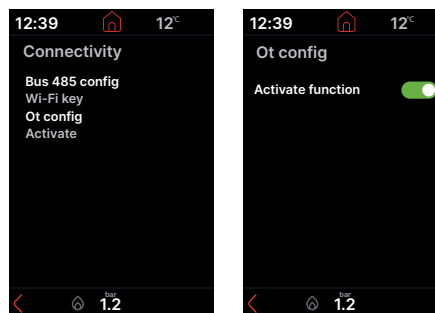 12:39 12°C
Connectivity
Bus 485 config
Wi-Fi key
Ot config
Activate
bar
1.2
12:39 12°C
Ot config
Activate function
bar
1.2